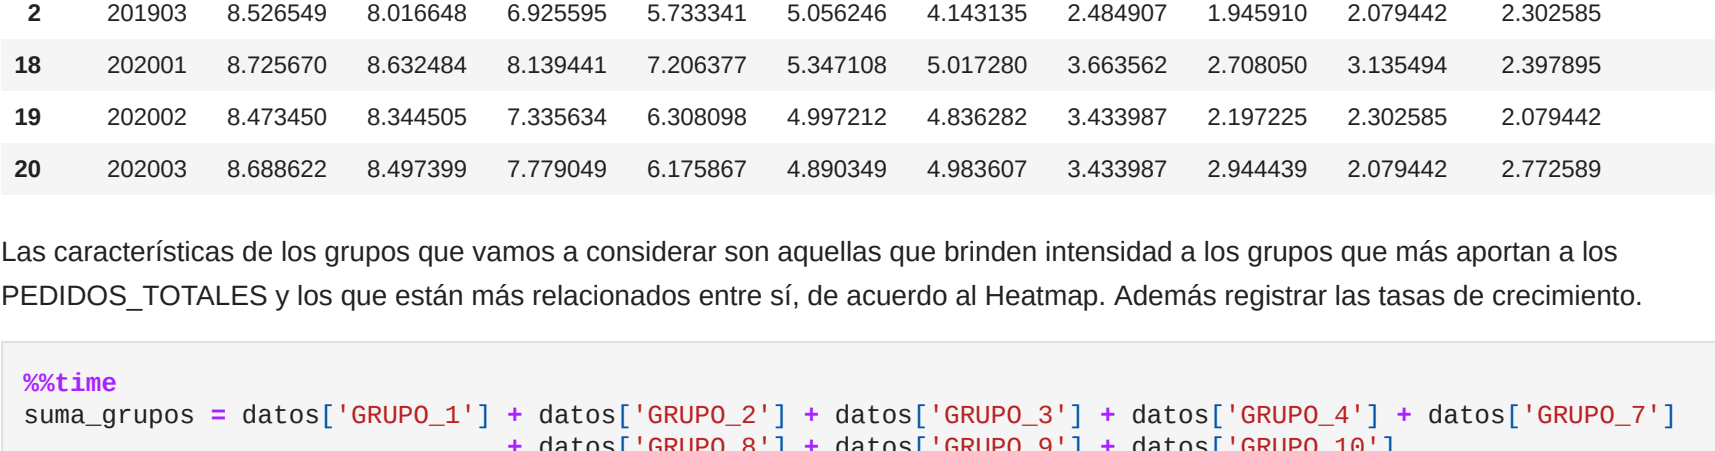 2 201903 8.526549 8.016648 6.925595 5.733341 5.056246 4.143135 2.484907 1.945910 2.079442 2.302585
18 202001 8.725670 8.632484 8.139441 7.206377 5.347108 5.017280 3.663562 2.708050 3.135494 2.397895
19 202002 8.473450 8.344505 7.335634 6.308098 4.997212 4.836282 3.433987 2.197225 2.302585 2.079442
20 202003 8.688622 8.497399 7.779049 6.175867 4.890349 4.983607 3.433987 2.944439 2.079442 2.772589
Las características de los grupos que vamos a considerar son aquellas que brinden intensidad a los grupos que más aportan a los
PEDIDOS_TOTALES y los que están más relacionados entre sí, de acuerdo al Heatmap. Además registrar las tasas de crecimiento.
%%time
suma_grupos = datos['GRUPO_1'] + datos['GRUPO_2'] + datos['GRUPO_3'] + datos['GRUPO_4'] + datos['GRUPO_7']
+ datos['GRUPO_8'] + datos['GRUPO_9'] + datos['GRUPO_10']